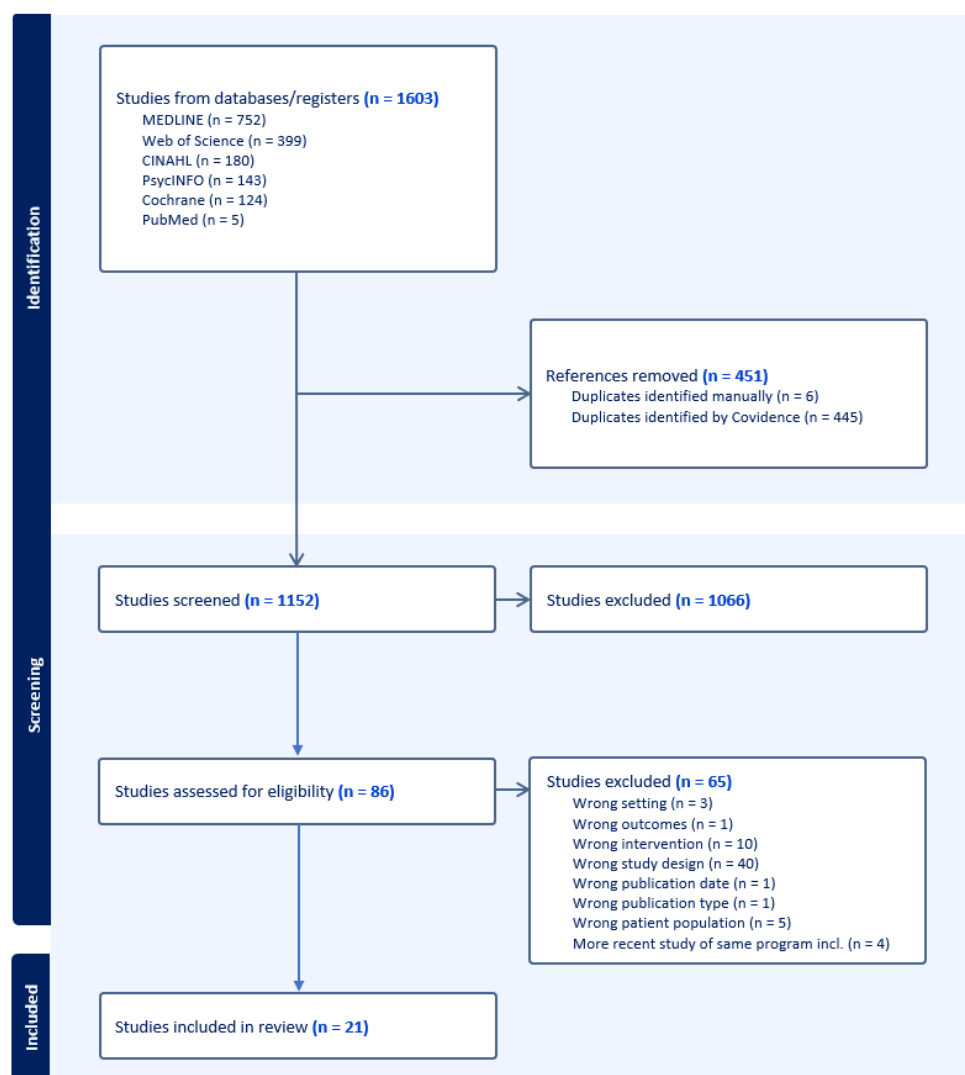 Identification
Studies from databases/registers (n = 1603)
MEDLINE (n = 752)
Web of Science (n = 399)
CINAHL (n = 180)
PsycINFO (n = 143)
Cochrane (n = 124)
PubMed (n = 5)
References removed (n = 451)
Duplicates identified manually (n = 6)
Duplicates identified by Covidence (n = 445)
Screening
Studies screened (n = 1152)
Studies excluded (n = 1066)
Studies assessed for eligibility (n = 86)
Studies excluded (n = 65)
Wrong setting (n = 3)
Wrong outcomes (n = 1)
Wrong intervention (n = 10)
Wrong study design (n = 40)
Wrong publication date (n = 1)
Wrong publication type (n = 1)
Wrong patient population (n = 5)
More recent study of same program incl. (n = 4)
Included
Studies included in review (n = 21)